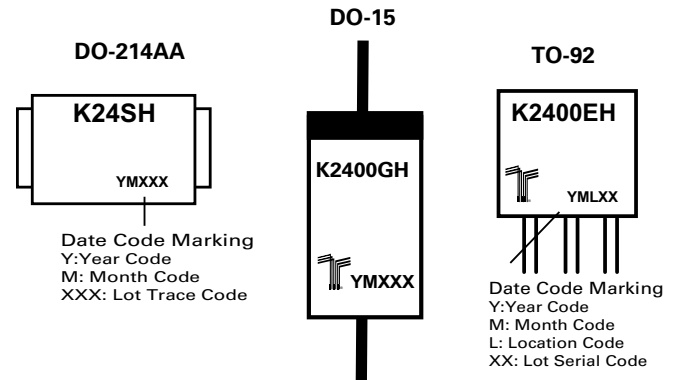 DO-214AA
K24SH
YMXXX
Date Code Marking
Y:Year Code
M: Month Code
XXX: Lot Trace Code
DO-15
K2400GH
YMXXX
TO-92
K2400EH
YMLXX
Date Code Marking
Y:Year Code
M: Month Code
L: Location Code
XX: Lot Serial Code